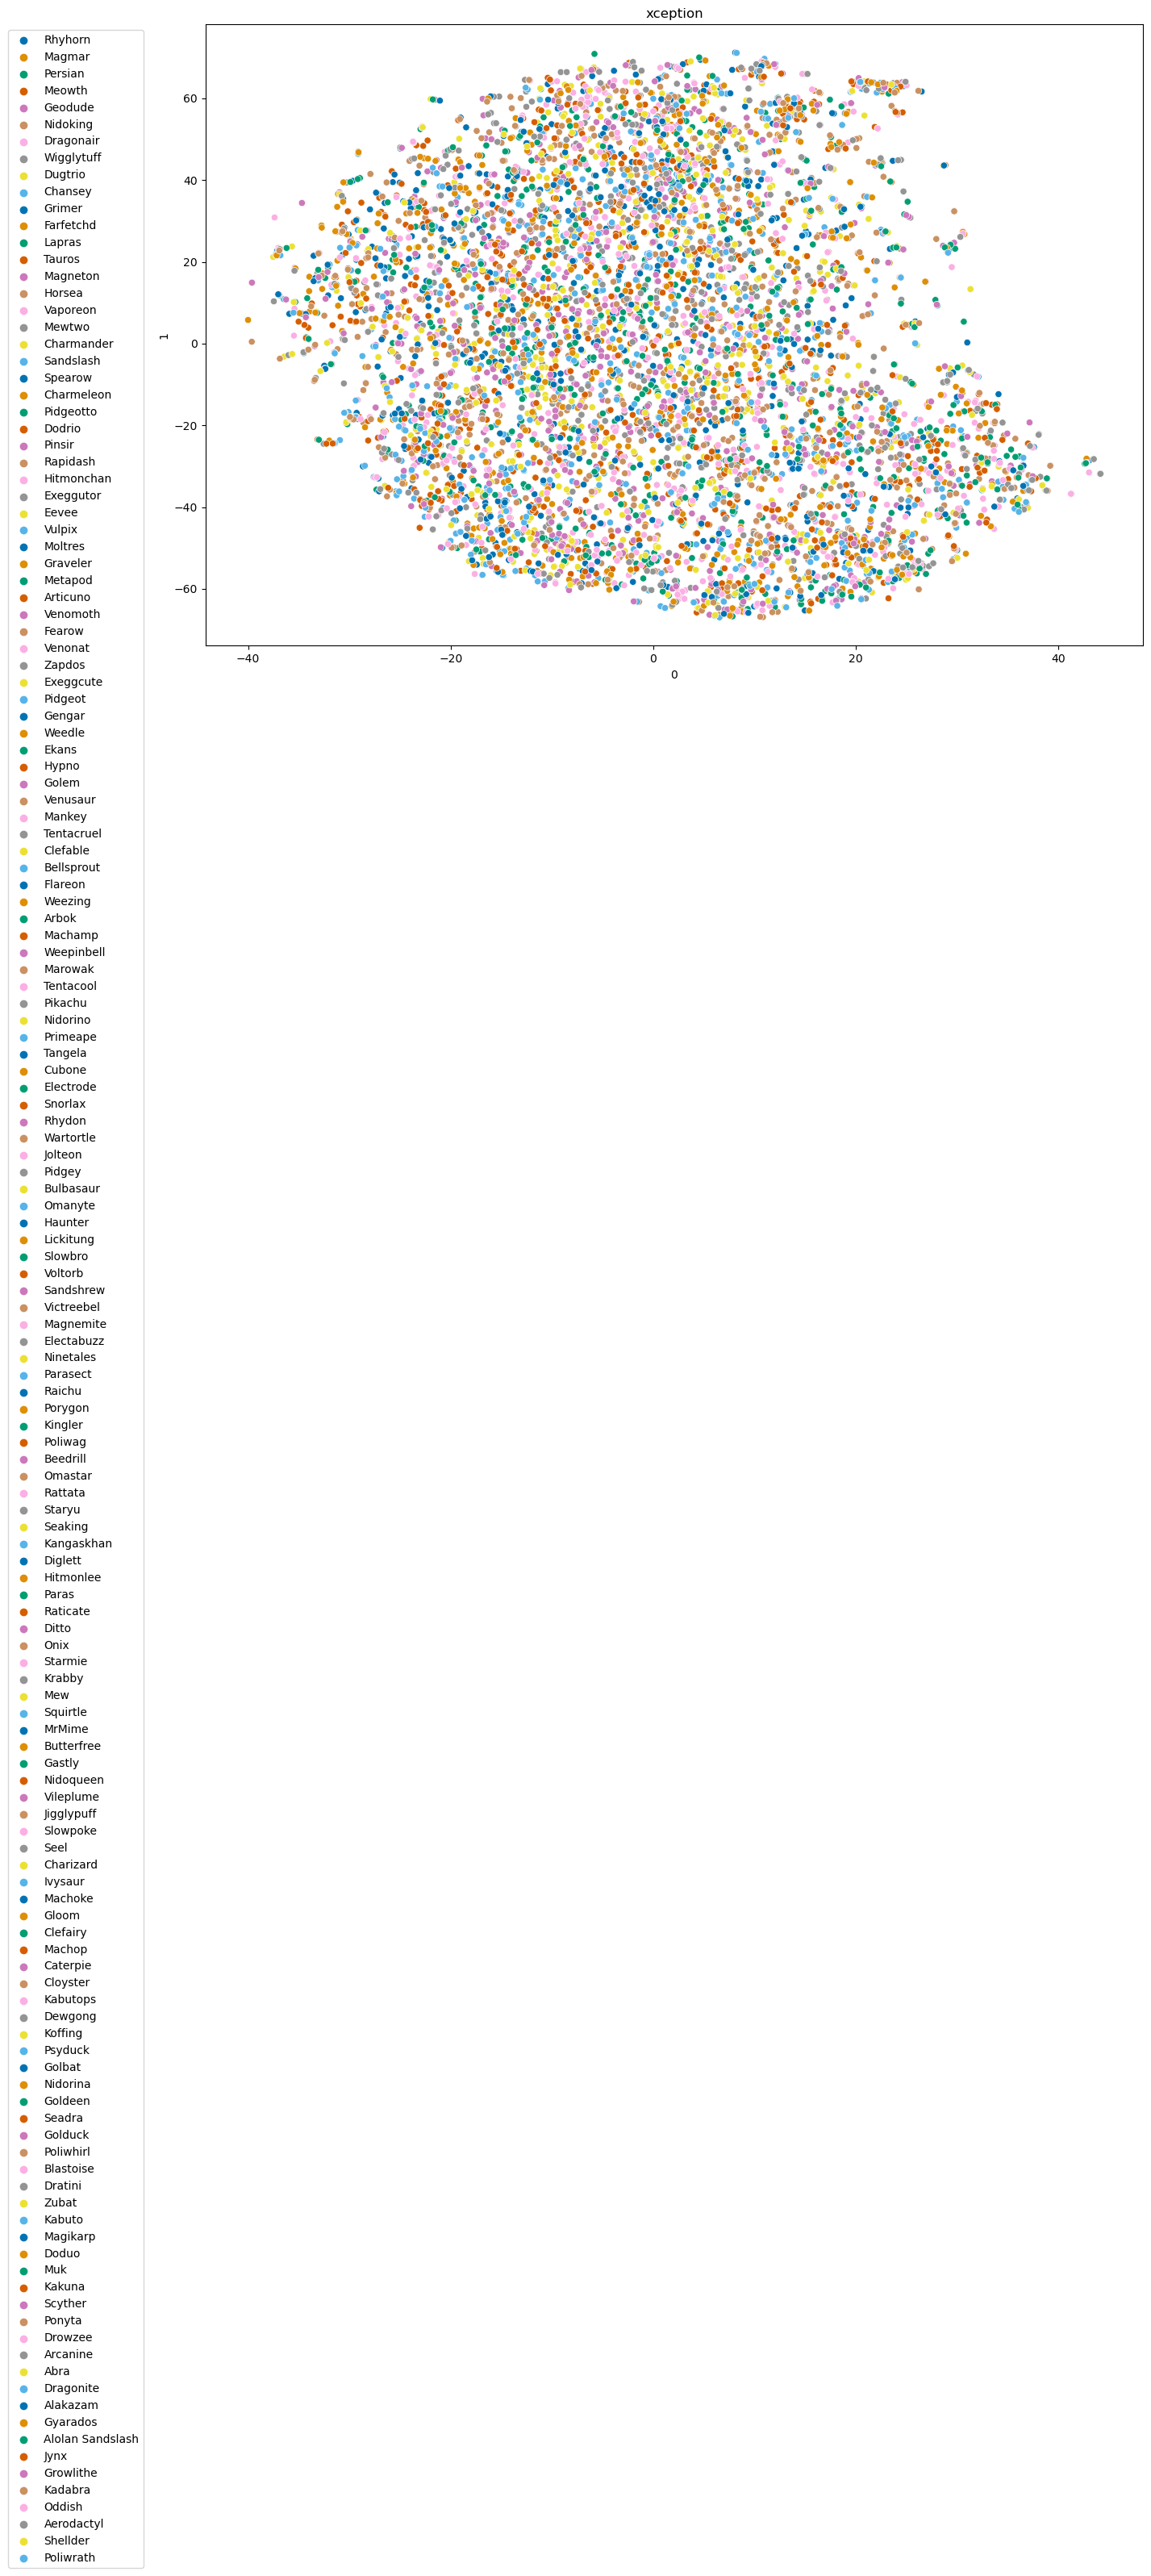 xception
Rhyhorn
Magmar
Persian
Meowth
Geodude
Nidoking
Dragonair
Wigglytuff
Dugtrio
Chansey
Grimer
Farfetchd
Lapras
Tauros
Magneton
Horsea
Vaporeon
Mewtwo
Charmander
Sandslash
Spearow
Charmeleon
Pidgeotto
Dodrio
Pinsir
Rapidash
Hitmonchan
Exeggutor
Eevee
Vulpix
Moltres
Graveler
Metapod
Articuno
Venomoth
Fearow
Venonat
Zapdos
Exeggcute
Pidgeot
Gengar
Weedle
Ekans
Hypno
Golem
Venusaur
Mankey
Tentacruel
Clefable
Bellsprout
Flareon
Weezing
Arbok
Machamp
Weepinbell
Marowak
Tentacool
Pikachu
Nidorino
Primeape
Tangela
Cubone
Electrode
Snorlax
Rhydon
Wartortle
Jolteon
Pidgey
Bulbasaur
Omanyte
Haunter
Lickitung
Slowbro
Voltorb
Sandshrew
Victreebel
Magnemite
Electabuzz
Ninetales
Parasect
Raichu
Porygon
Kingler
Poliwag
Beedrill
Omastar
Rattata
Staryu
Seaking
Kangaskhan
Diglett
Hitmonlee
Paras
Raticate
Ditto
Onix
Starmie
Krabby
Mew
Squirtle
MrMime
Butterfree
Gastly
Nidoqueen
Vileplume
Jigglypuff
Slowpoke
Seel
Charizard
Ivysaur
Machoke
Gloom
Clefairy
Machop
Caterpie
Cloyster
Kabutops
Dewgong
Koffing
Psyduck
Golbat
Nidorina
Goldeen
Seadra
Golduck
Poliwhirl
Blastoise
Dratini
Zubat
Kabuto
Magikarp
Doduo
Muk
Kakuna
Scyther
Ponyta
Drowzee
Arcanine
Abra
Dragonite
Alakazam
Gyarados
Alolan Sandslash
Jynx
Growlithe
Kadabra
Oddish
Aerodactyl
Shellder
Poliwrath
1
60
40
20
0
−20
−40
−60
−40 −20 0 20 40
0